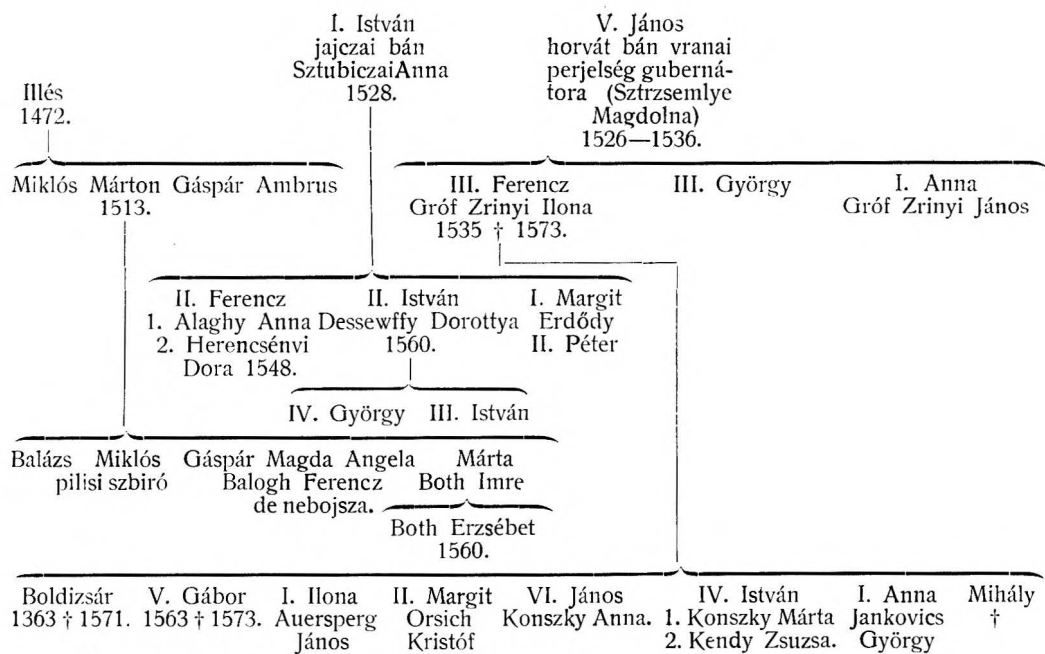 I. István
jajczai bán
SztubiczaiAnna
1528.
V. János
horvát bán vranai
perjelség guberná-
tora (Sztrzsemlye
Magdolna)
1526—1536.
Illés
1472.
Miklós Márton Gáspár Ambrus
1513.
III. Ferencz
Gróf Zrinyi Ilona
1535 † 1573.
III. György
I. Anna
Gróf Zrinyi János
II. Ferencz
1. Alaghy Anna
2. Herencsénvi
Dora 1548.
II. István
Dessewffy Dorottya
1560.
I. Margit
Erdődy
II. Péter
IV. György III. István
Balázs Miklós
pilisi szbiró
Gáspár Magda Angela
Balogh Ferencz
de nebojsza.
Márta
Both Imre
Both Erzsébet
1560.
Boldizsár
1363 † 1571.
V. Gábor
1563 † 1573.
I. Ilona
Auersperg
János
II. Margit
Orsich
Kristóf
VI. János
Konszky Anna.
IV. István
1. Konszky Márta
2. Kendy Zsuzsa.
I. Anna
Jankovics
György
Mihály
†